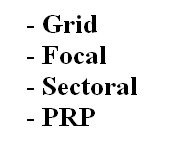 - Grid
- Focal
- Sectoral
- PRP